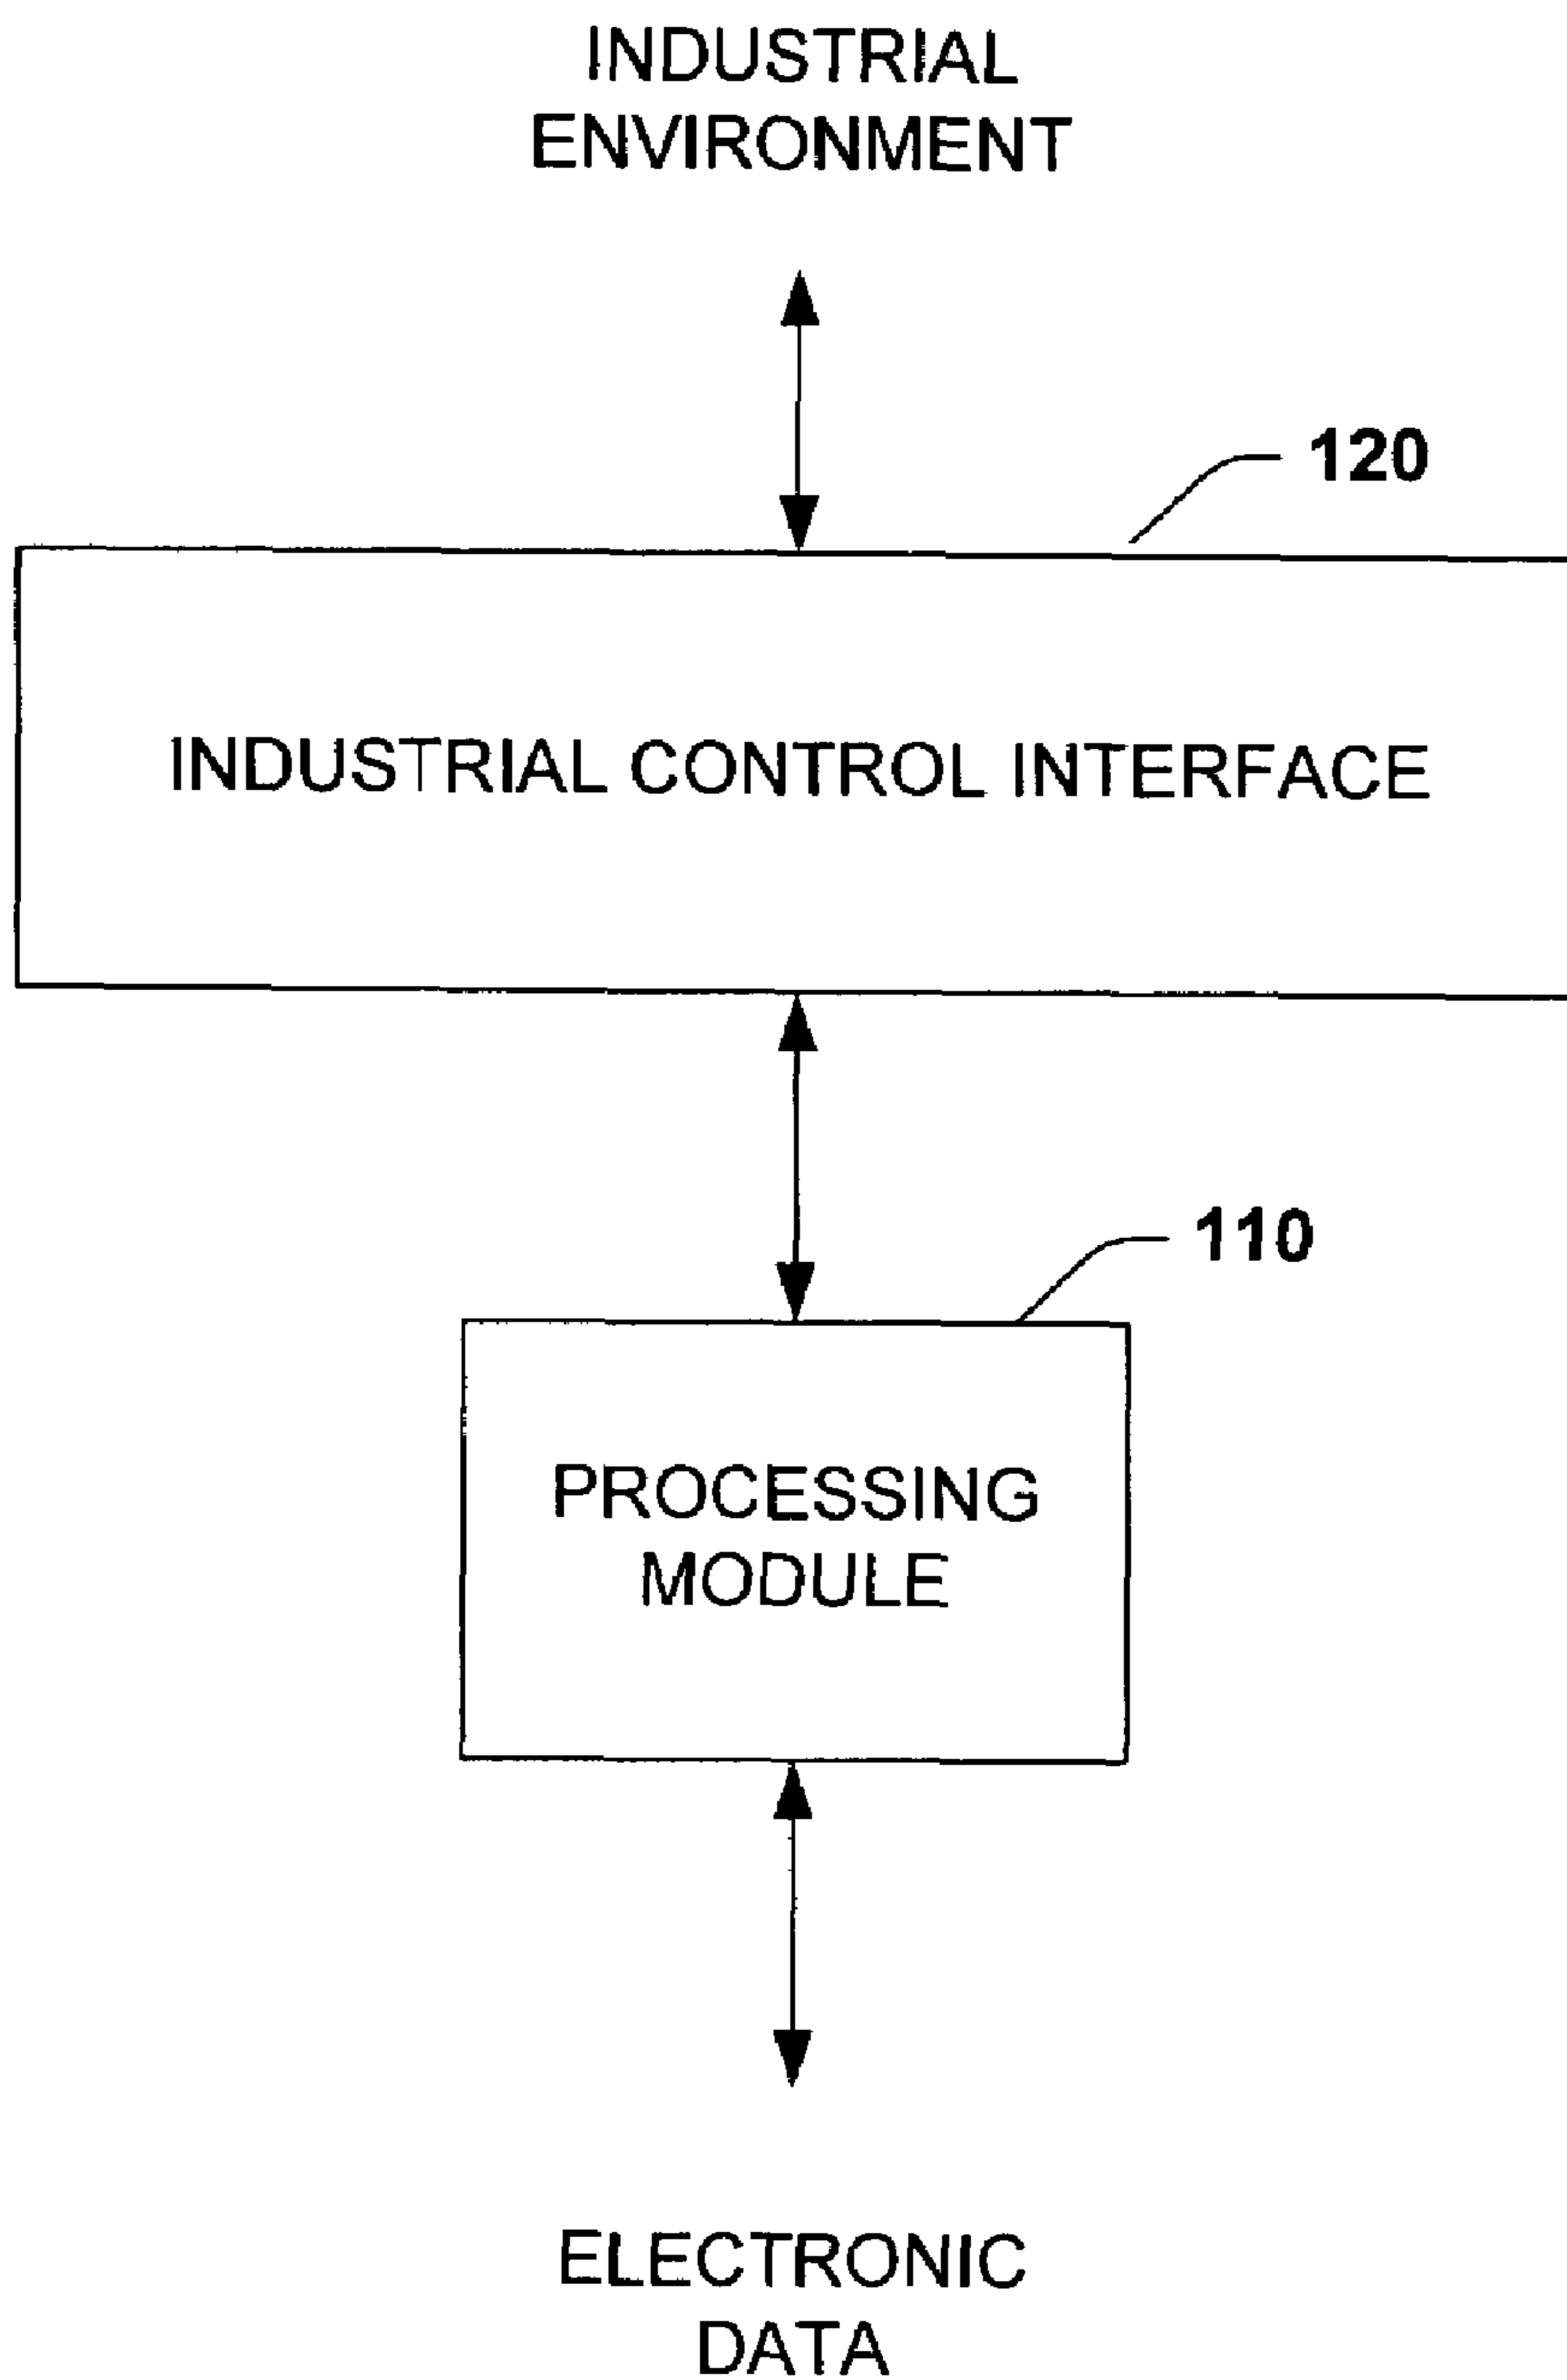 INDUSTRIAL
ENVIRONMENT
120
INDUSTRIAL CONTROL INTERFACE
110
PROCESSING
MODULE
ELECTRONIC
DATA